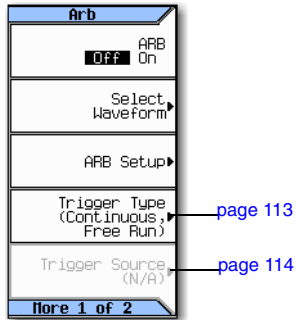 Arb
ARB
Off On
Select
Waveform
ARB Setup
Trigger Type
(Continuous,
Free Run)
page 113
Trigger Source
(N/A)
page 114
More 1 of 2